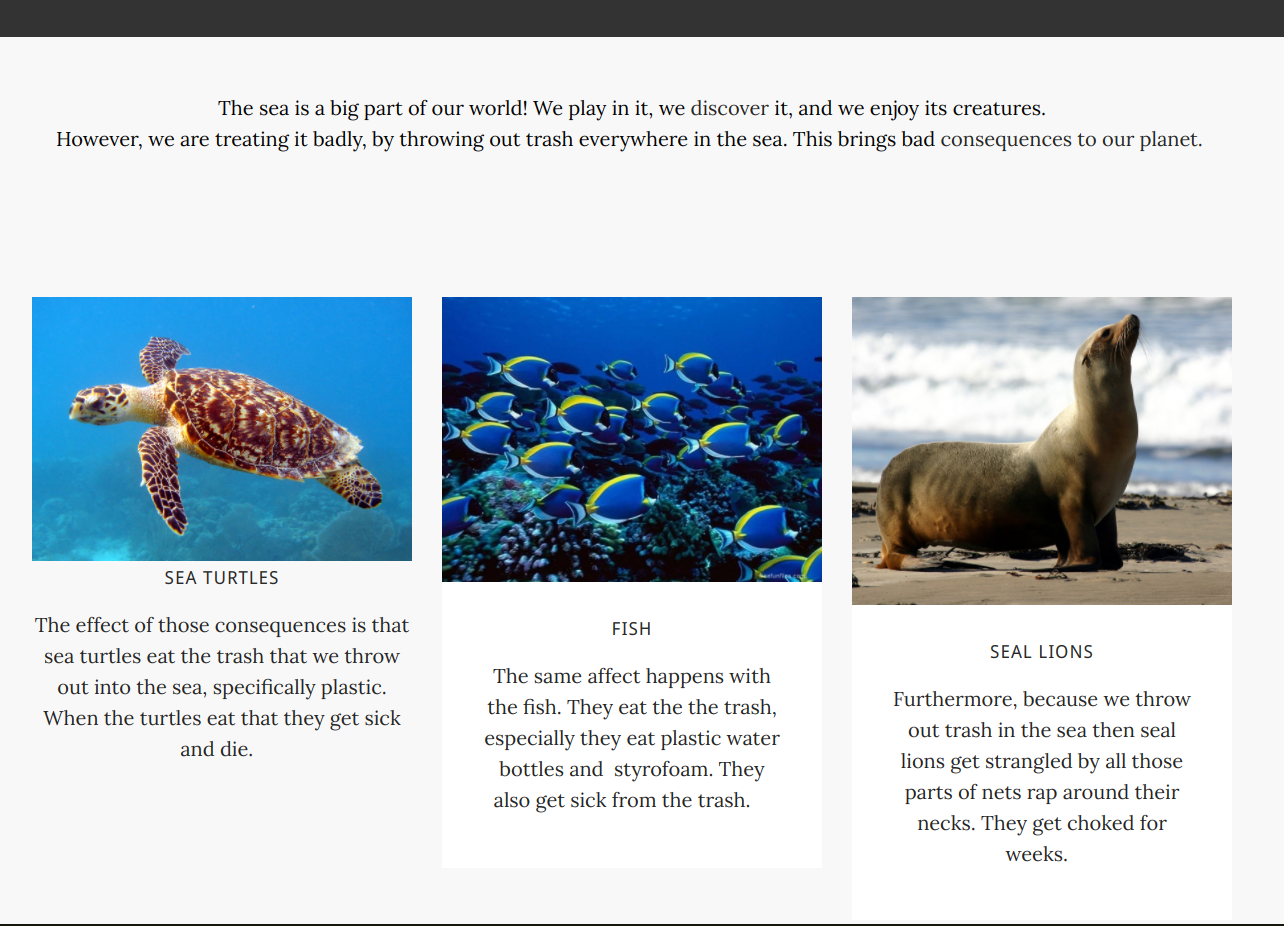 The sea is a big part of our world! We play in it, we discover it, and we enjoy its creatures.
However, we are treating it badly, by throwing out trash everywhere in the sea. This brings bad consequences to our planet.
SEA TURTLES
The effect of those consequences is that
sea turtles eat the trash that we throw
out into the sea, specifically plastic.
When the turtles eat that they get sick
and die.
FISH
The same affect happens with
the fish. They eat the the trash,
especially they eat plastic water
bottles and  styrofoam. They
also get sick from the trash.
SEAL LIONS
Furthermore, because we throw
out trash in the sea then seal
lions get strangled by all those
parts of nets rap around their
necks. They get choked for
weeks.